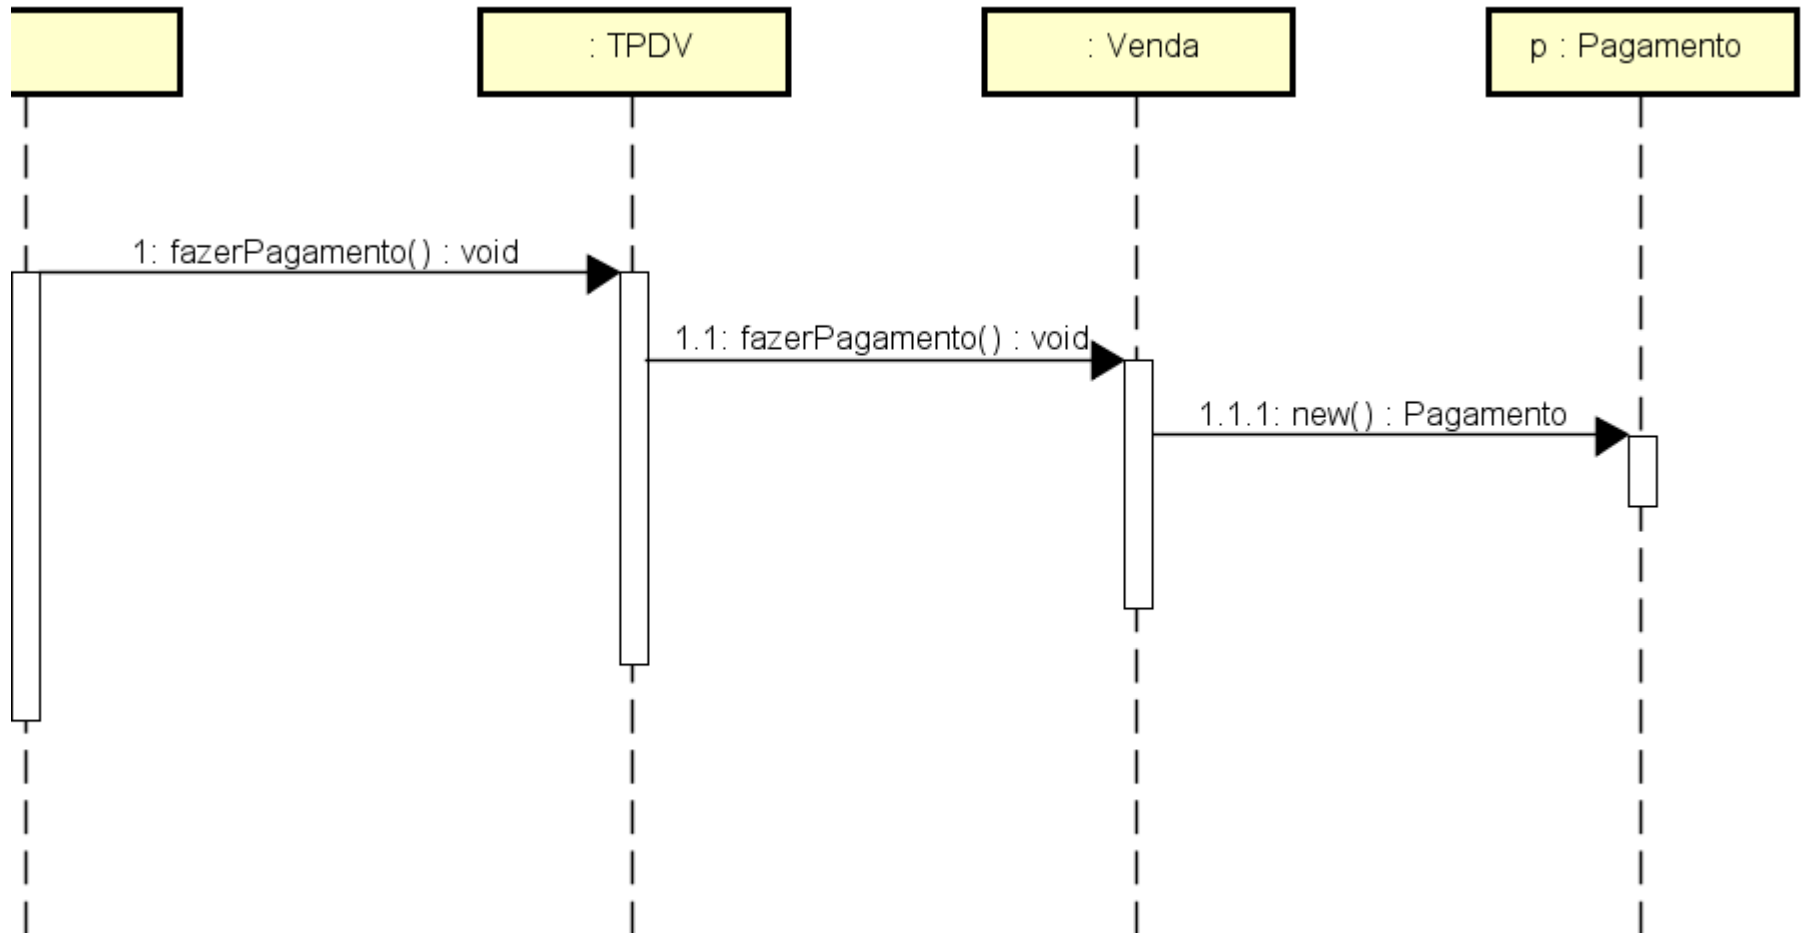 : TPDV
: Venda
p : Pagamento
1: fazerPagamento() : void
1.1: fazerPagamento() : void
1.1.1: new() : Pagamento